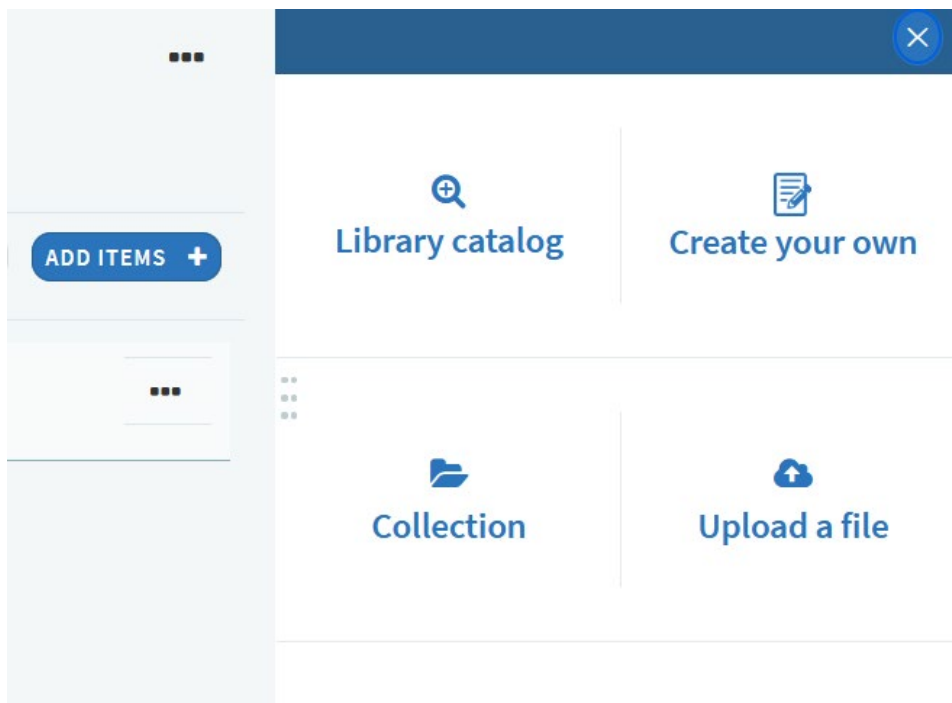 ADD ITEMS +
Library catalog
Create your own
Collection
Upload a file